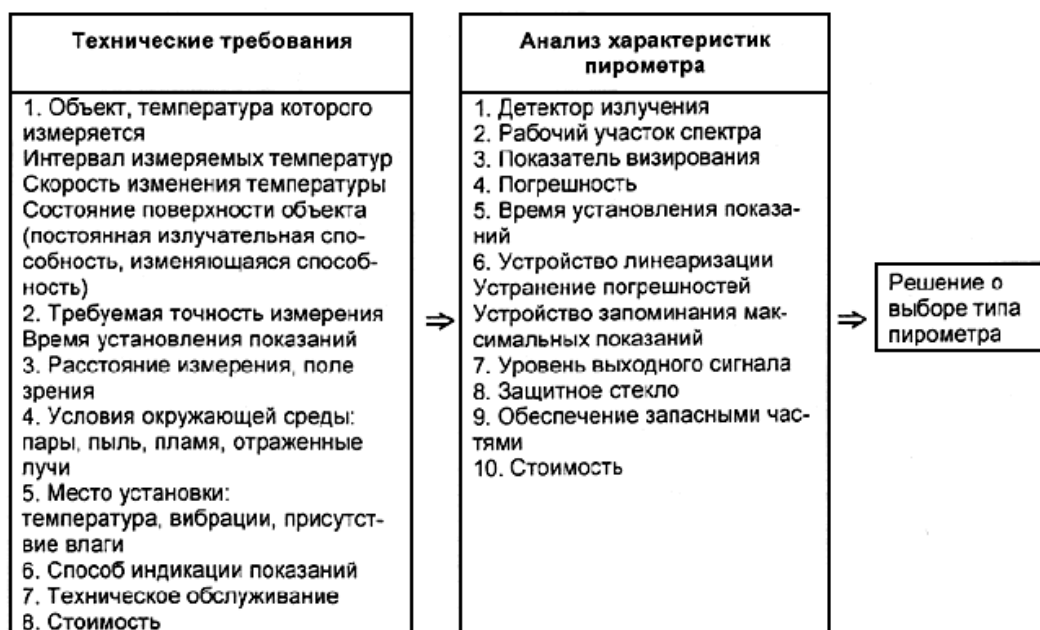 Технические требования
1. Объект, температура которого
измеряется
Интервал измеряемых температур
Скорость изменения температуры
Состояние поверхности объекта
(постоянная излучательная спо-
собность, изменяющаяся способ-
ность)
2. Требуемая точность измерения
Время установления показаний
3. Расстояние измерения, поле
зрения
4. Условия окружающей среды:
пары, пыль, пламя, отраженные
лучи
5. Место установки:
температура, вибрации, присутст-
вие влаги
6. Способ индикации показаний
7. Техническое обслуживание
8. Стоимость
⇒
Анализ характеристик
пирометра
1. Детектор излучения
2. Рабочий участок спектра
3. Показатель визирования
4. Погрешность
5. Время установления показа-
ний
6. Устройство линеаризации
Устранение погрешностей
Устройство запоминания мак-
симальных показаний
7. Уровень выходного сигнала
8. Защитное стекло
9. Обеспечение запасными час-
тями
10. Стоимость
⇒
Решение о
выборе типа
пирометра